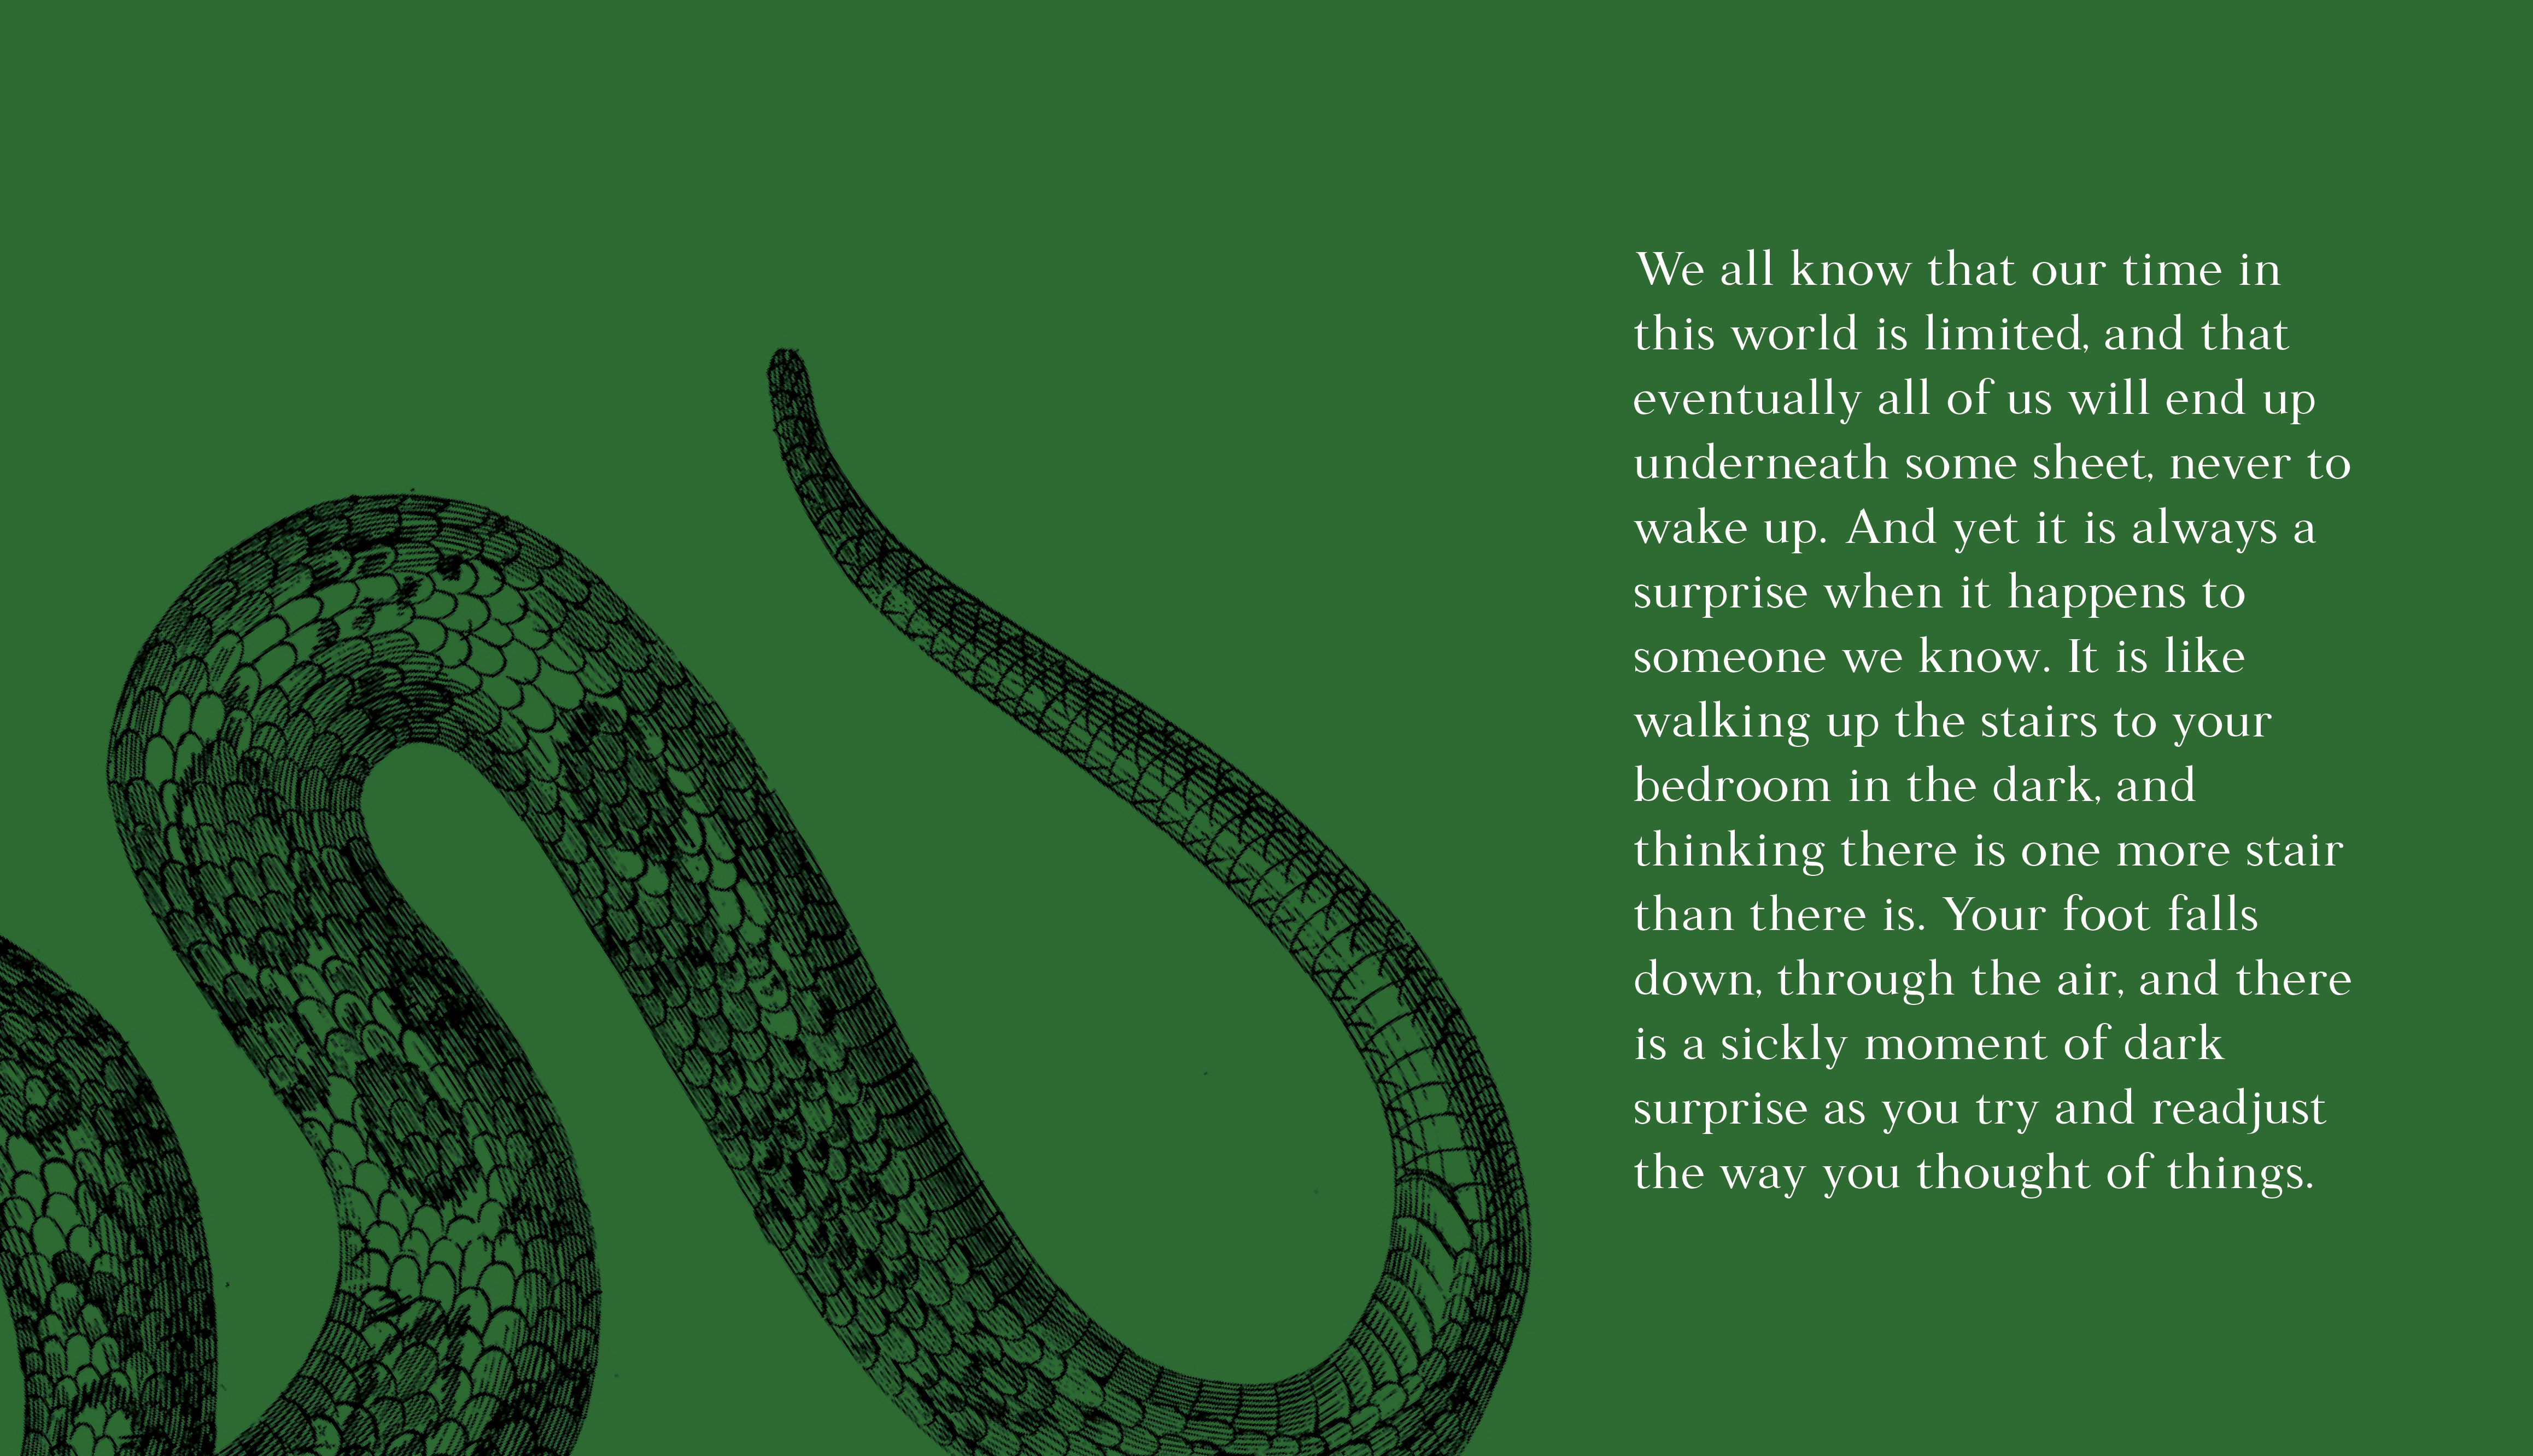 We all know that our time in
this world is limited, and that
eventually all of us will end up
underneath some sheet, never to
wake up. And yet it is always a
surprise when it happens to
someone we know. It is like
walking up the stairs to your
bedroom in the dark, and
thinking there is one more stair
than there is. Your foot falls
down, through the air, and there
is a sickly moment of dark
surprise as you try and readjust
the way you thought of things.